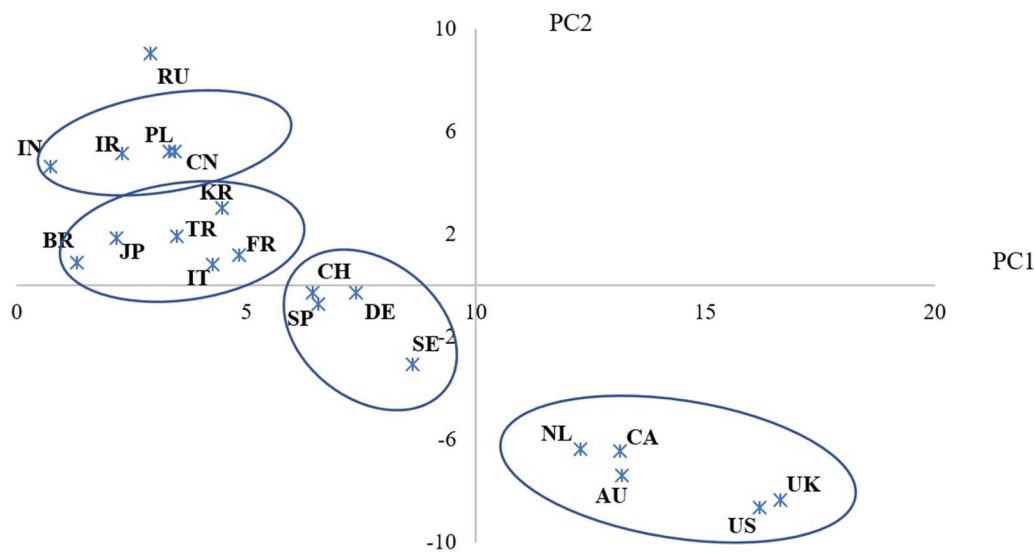 10
PC2
RU
6
IN
IR
PL
CN
KR
2
BR
JP
TR
FR
IT
PC1
CH
0
5
10
15
20
SP
DE
-2
SE
-6
NL
CA
AU
UK
US
-10